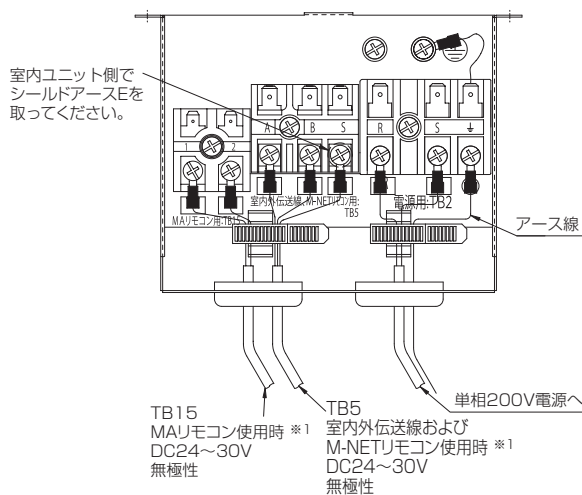 室内ユニット側で
シールドアースEを
取ってください。
A
B
S
R
S
1
2
室内外伝送線、M-NETリモコン用:
TB5
電源用:TB2
MAリモコン用:TB15
アース線
単相200V電源へ
TB15
MAリモコン使用時 ※1
DC24～30V
無極性
TB5
室内外伝送線および
M-NETリモコン使用時 ※1
DC24～30V
無極性